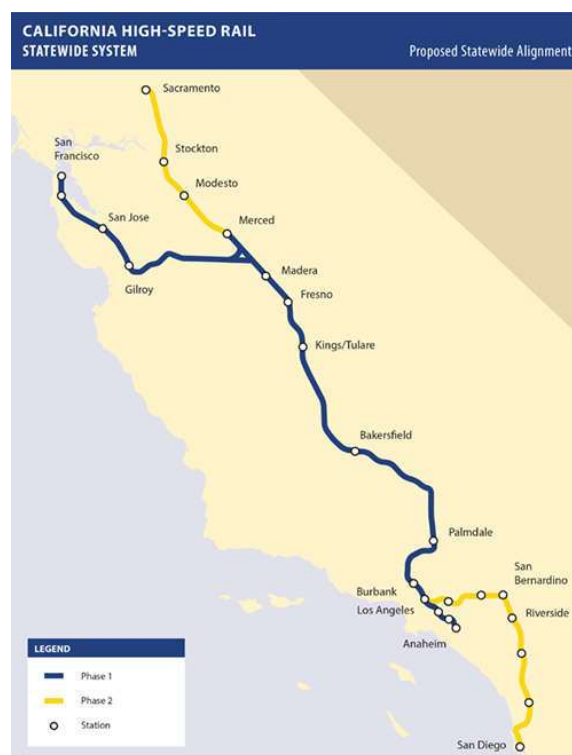 CALIFORNIA HIGH-SPEED RAIL
STATEWIDE SYSTEM
Proposed Statewide Alignment
Sacramento
San
Francisco
Stockton
Modesto
San Jose
Merced
Gilroy
Madera
Fresno
Kings/Tulare
Bakersfield
Palmdale
San
Bernardino
Burbank
Los Angeles
Riverside
Anaheim
San Diego
LEGEND
Phase 1
Phase 2
Station